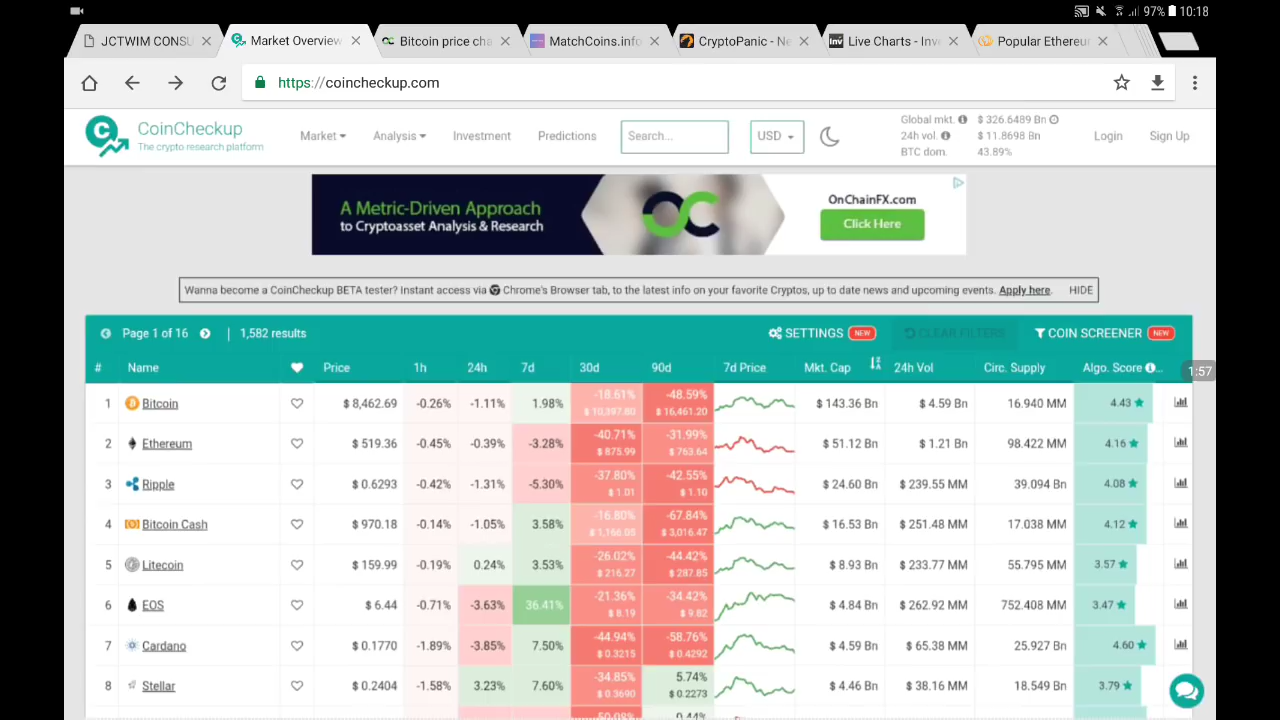 97% 10:18
JCTWIM CONSU Market Overview Bitcoin price cha MatchCoins.info CryptoPanic - Ne Live Charts - Inve Popular Ethereur
https://coincheckup.com
CoinCheckup
The crypto research platform
Market Analysis Investment Predictions Search... USD
Global mkt. $ 326.6489 Bn
24h vol. $ 11.8698 Bn
BTC dom. 43.89%
Login Sign Up
A Metric-Driven Approach
to Cryptoasset Analysis & Research
OnChainFX.com
Click Here
Wanna become a CoinCheckup BETA tester? Instant access via Chrome's Browser tab, to the latest info on your favorite Cryptos, up to date news and upcoming events. Apply here. HIDE
Page 1 of 16 | 1,582 results SETTINGS NEW CLEAR FILTERS COIN SCREENER NEW
# Name Price 1h 24h 7d 30d 90d 7d Price Mkt. Cap 24h Vol Circ. Supply Algo. Score ...
1:57
1 Bitcoin $ 8,462.69 -0.26% -1.11% 1.98% -18.61% $ 10,397.80 -48.59% $ 16,461.20 $ 143.36 Bn $ 4.59 Bn 16.940 MM 4.43
2 Ethereum $ 519.36 -0.45% -0.39% -3.28% -40.71% $ 875.99 -31.99% $ 763.64 $ 51.12 Bn $ 1.21 Bn 98.422 MM 4.16
3 Ripple $ 0.6293 -0.42% -1.31% -5.30% -37.80% $ 1.01 -42.55% $ 1.10 $ 24.60 Bn $ 239.55 MM 39.094 Bn 4.08
4 Bitcoin Cash $ 970.18 -0.14% -1.05% 3.58% -16.80% $ 1,166.05 -67.84% $ 3,016.47 $ 16.53 Bn $ 251.48 MM 17.038 MM 4.12
5 Litecoin $ 159.99 -0.19% 0.24% 3.53% -26.02% $ 216.27 -44.42% $ 287.85 $ 8.93 Bn $ 233.77 MM 55.795 MM 3.57
6 EOS $ 6.44 -0.71% -3.63% 36.41% -21.36% $ 8.19 -34.42% $ 9.82 $ 4.84 Bn $ 262.92 MM 752.408 MM 3.47
7 Cardano $ 0.1770 -1.89% -3.85% 7.50% -44.94% $ 0.3215 -58.76% $ 0.4292 $ 4.59 Bn $ 65.38 MM 25.927 Bn 4.60
8 Stellar $ 0.2404 -1.58% 3.23% 7.60% -34.85% $ 0.3690 5.74% $ 0.2273 $ 4.46 Bn $ 38.16 MM 18.549 Bn 3.79